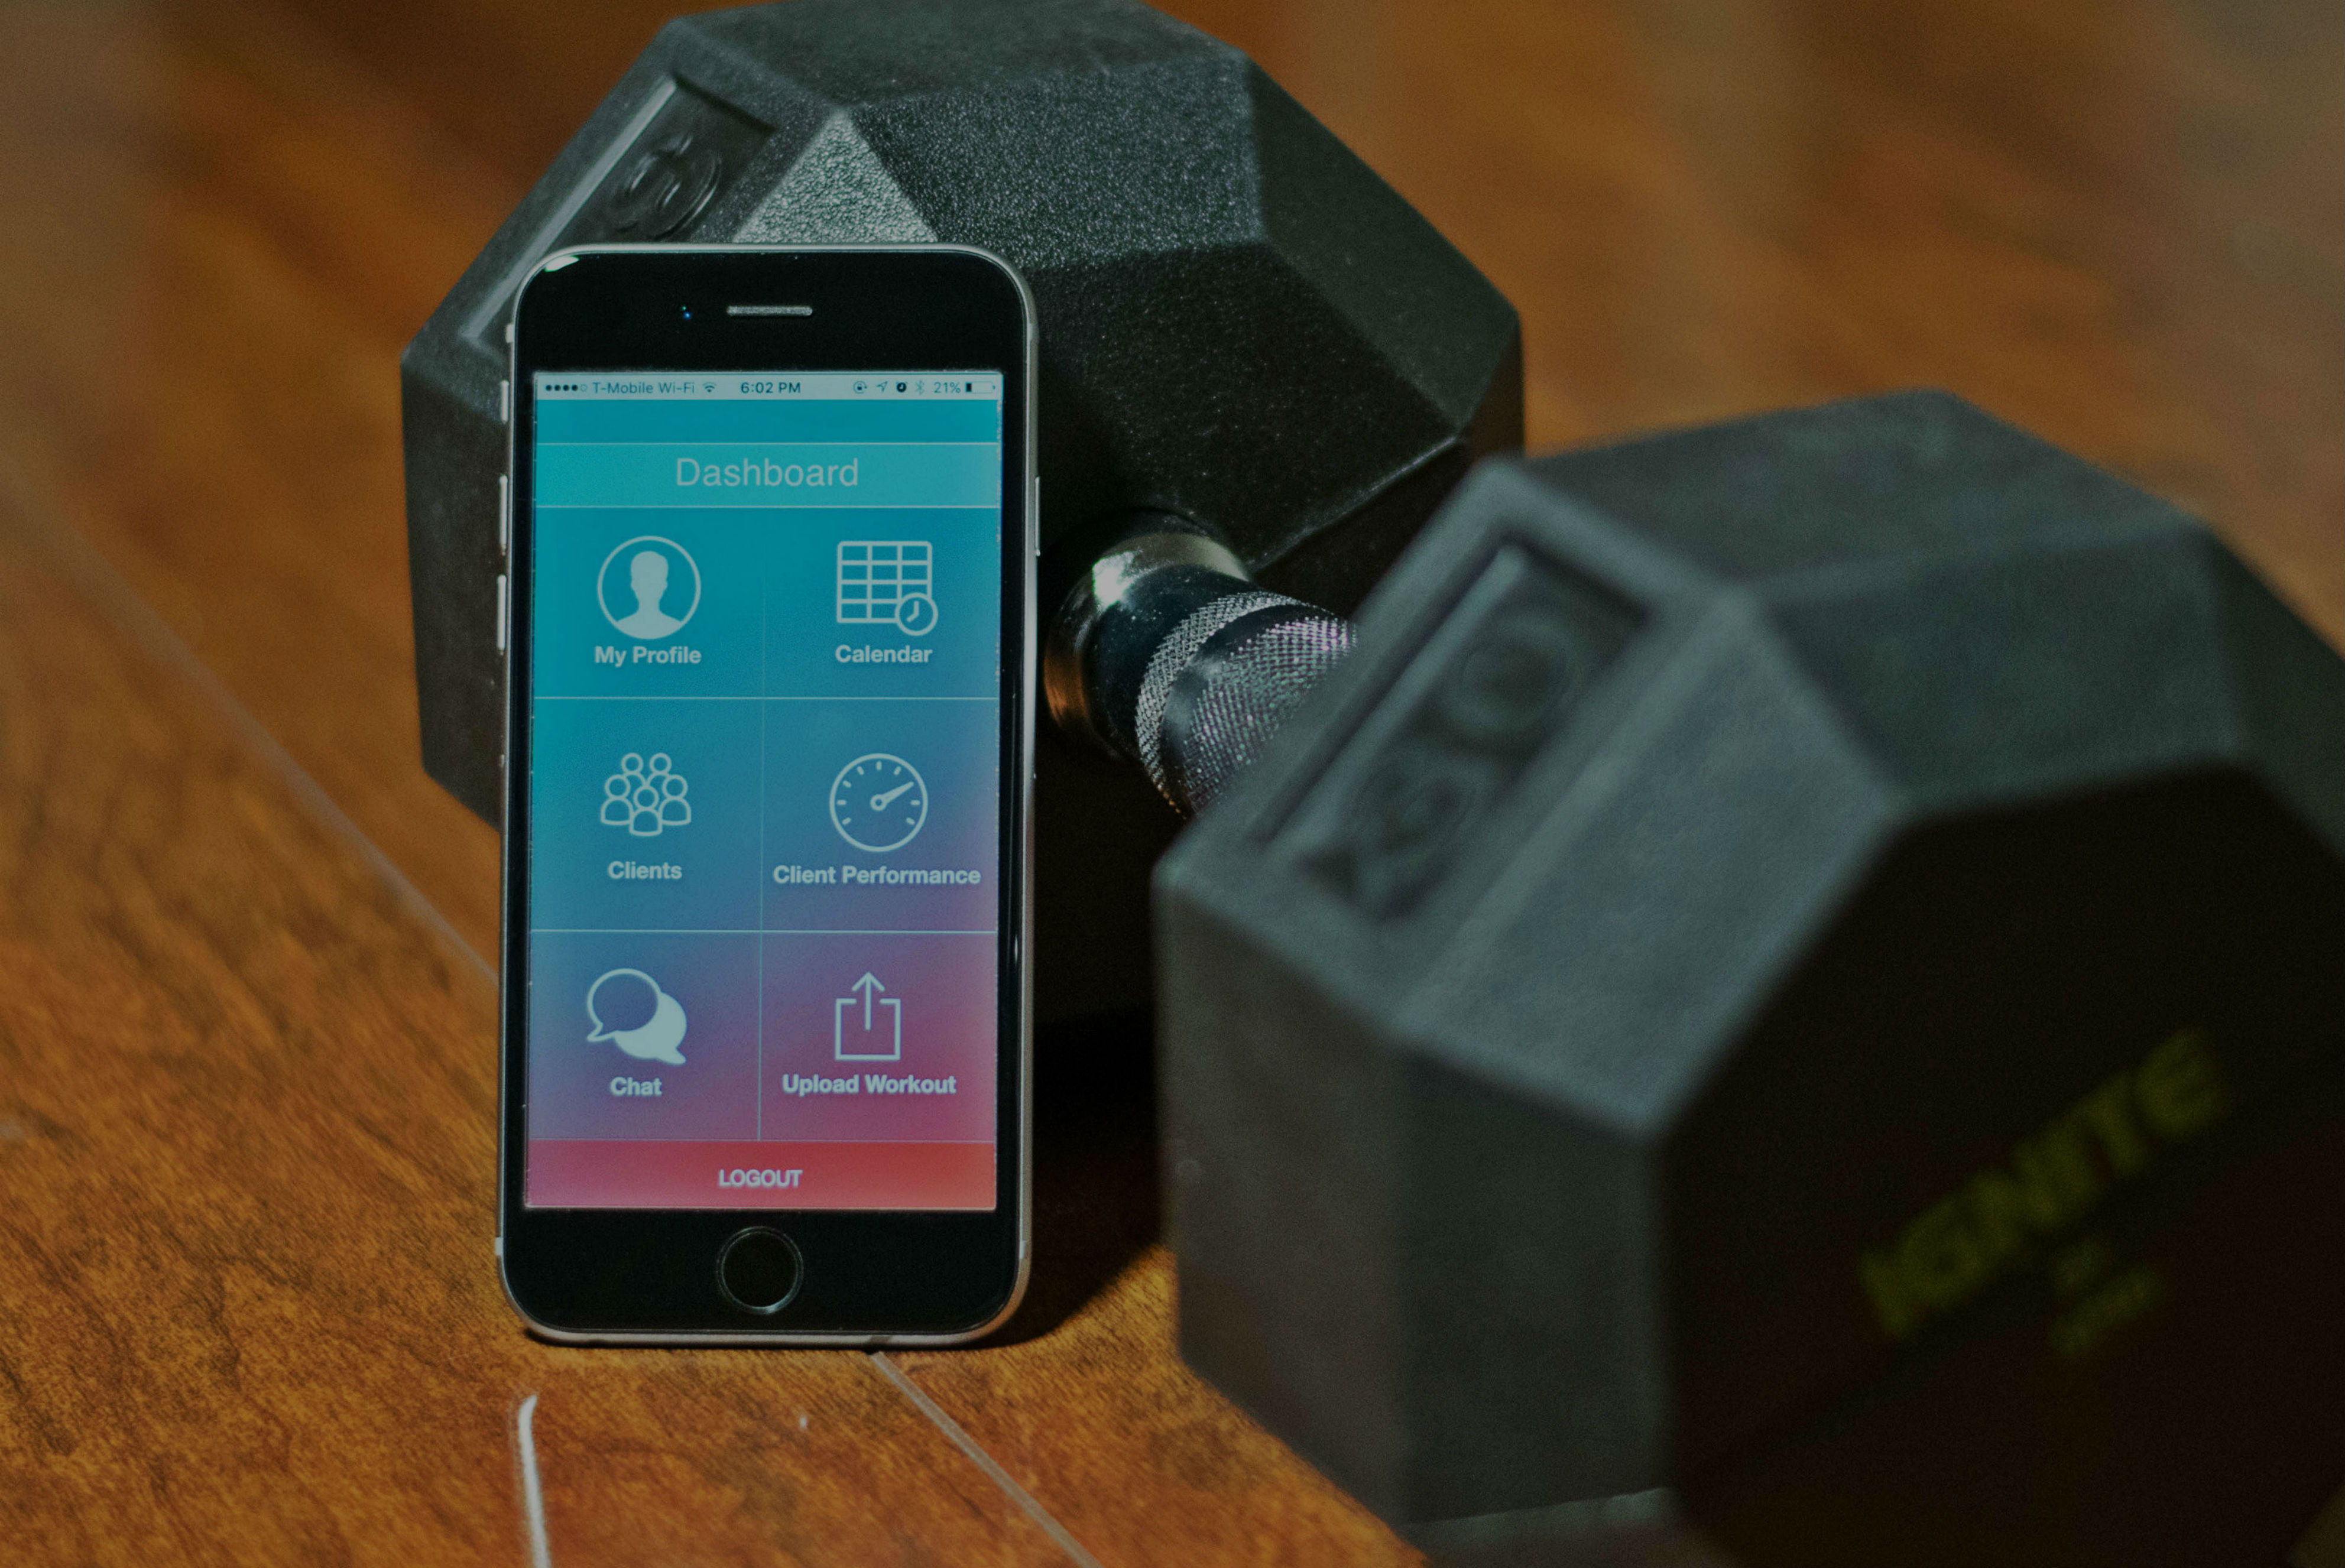 T-Mobile Wi-Fi 6:02 PM 21%
Dashboard
My Profile Calendar
Clients Client Performance
Chat Upload Workout
LOGOUT
IGNITE